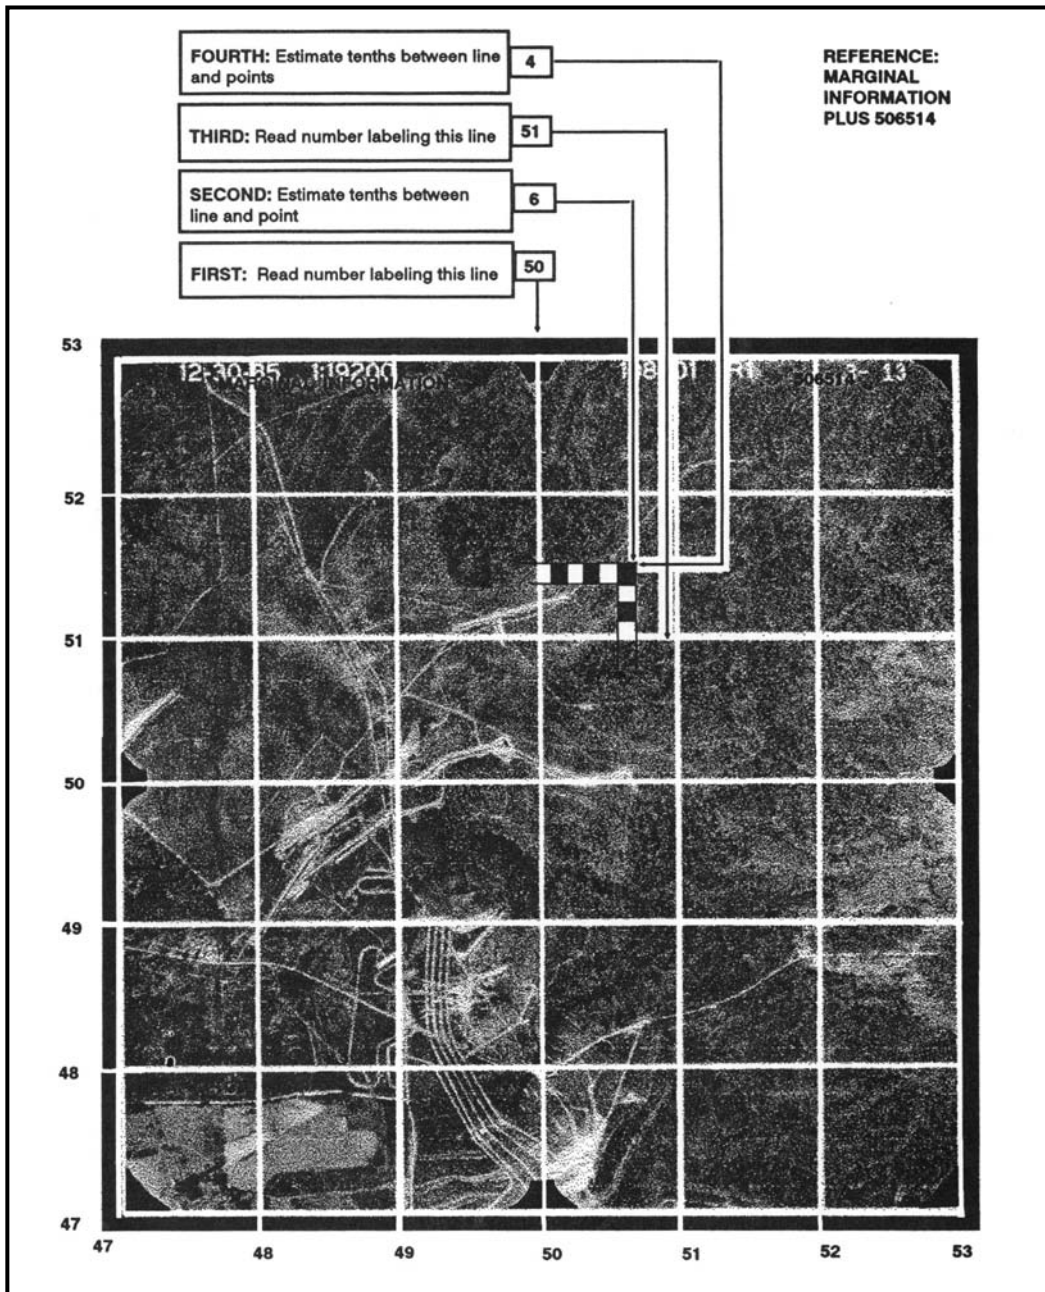 FOURTH: Estimate tenths between line
and points
4
REFERENCE:
MARGINAL
INFORMATION
PLUS 506514
THIRD: Read number labeling this line
51
SECOND: Estimate tenths between
line and point
6
FIRST: Read number labeling this line
50
53
12-30-85 1:19200
MARGINAL INFORMATION
506514
13
52
51
50
49
48
47
47 48 49 50 51 52 53